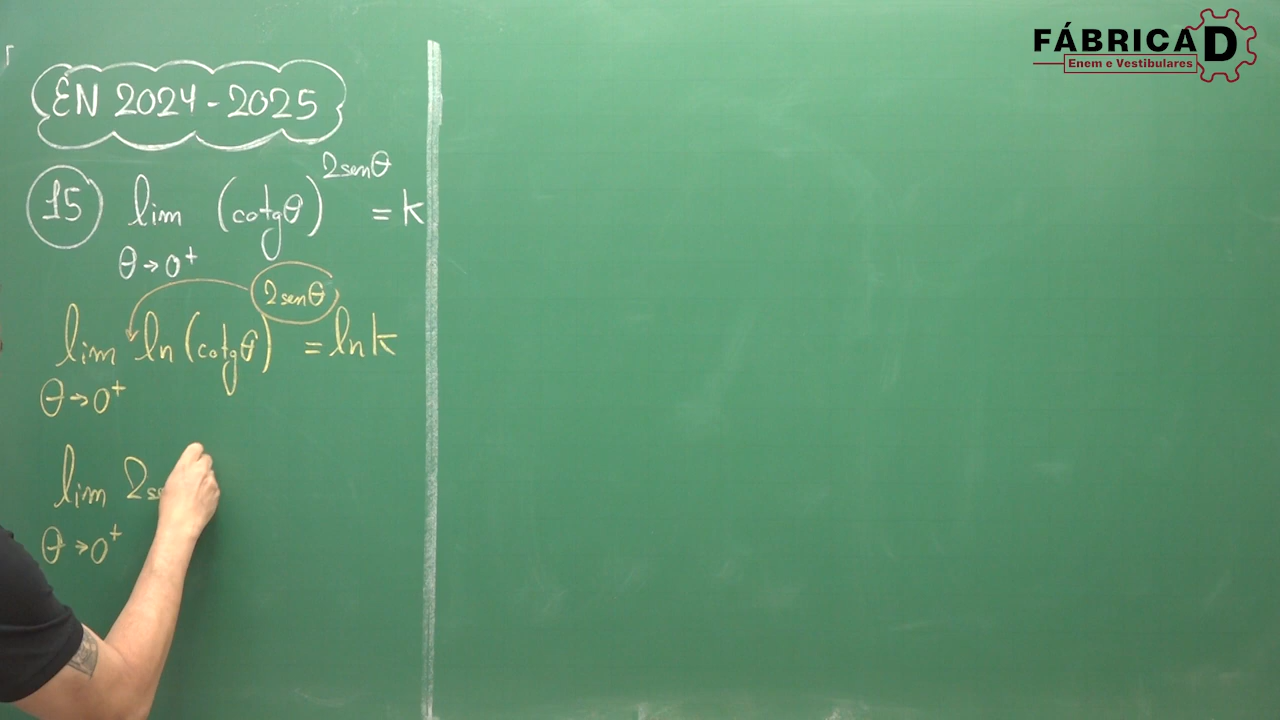 FÁBRICA D
Enem e Vestibulares
EN 2024 - 2025
15 lim (cotgθ)^2senθ = k
θ→0⁺
lim ln (cotgθ)^2senθ = ln k
θ→0⁺
lim 2se
θ→0⁺